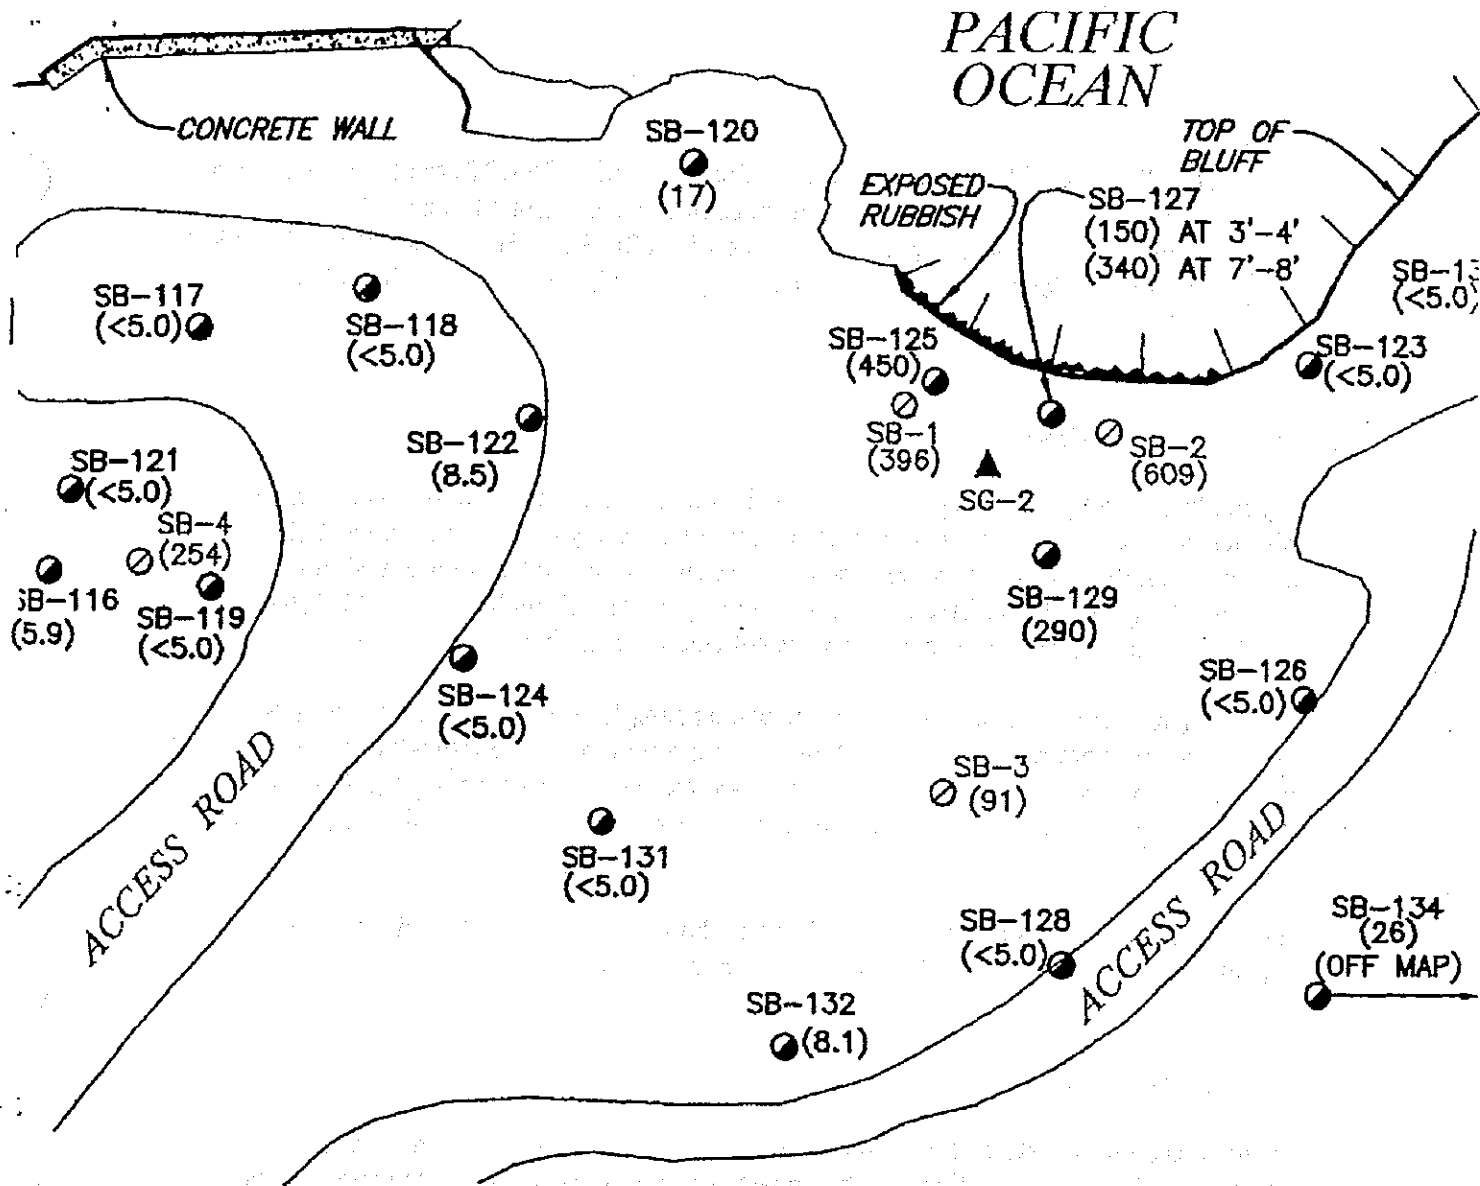 PACIFIC
OCEAN
CONCRETE WALL
SB-120
(17)
TOP OF
BLUFF
EXPOSED
RUBBISH
SB-127
(150) AT 3'-4'
(340) AT 7'-8'
SB-13
(<5.0)
SB-117
(<5.0)
SB-118
(<5.0)
SB-125
(450)
SB-123
(<5.0)
SB-122
(8.5)
SB-1
(396)
SB-2
(609)
SG-2
SB-121
(<5.0)
SB-4
(254)
SB-116
(5.9)
SB-119
(<5.0)
SB-129
(290)
SB-124
(<5.0)
SB-126
(<5.0)
SB-3
(91)
ACCESS ROAD
SB-131
(<5.0)
ACCESS ROAD
SB-128
(<5.0)
SB-134
(26)
(OFF MAP)
SB-132
(8.1)